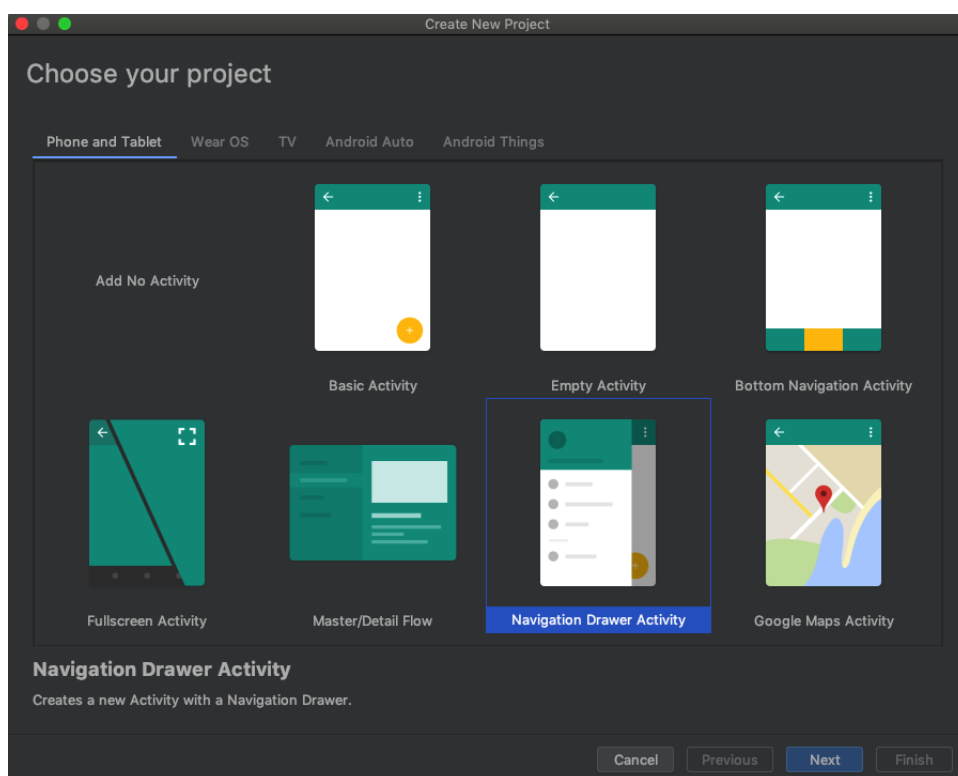 Create New Project
Choose your project
Phone and Tablet Wear OS TV Android Auto Android Things
Add No Activity
Basic Activity Empty Activity Bottom Navigation Activity
Fullscreen Activity Master/Detail Flow Navigation Drawer Activity Google Maps Activity
Navigation Drawer Activity
Creates a new Activity with a Navigation Drawer.
Cancel Previous Next Finish